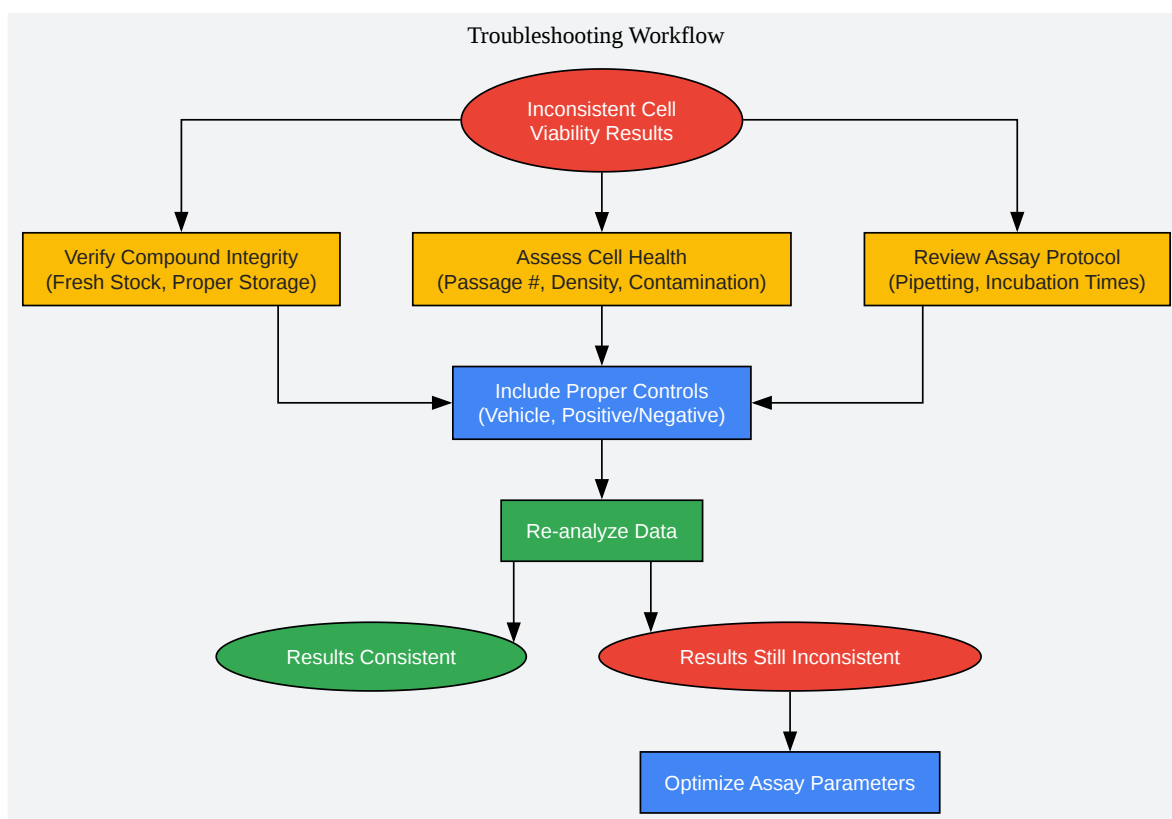 Troubleshooting Workflow
Inconsistent Cell
Viability Results
Verify Compound Integrity
(Fresh Stock, Proper Storage)
Assess Cell Health
(Passage #, Density, Contamination)
Review Assay Protocol
(Pipetting, Incubation Times)
Include Proper Controls
(Vehicle, Positive/Negative)
Re-analyze Data
Results Consistent
Results Still Inconsistent
Optimize Assay Parameters